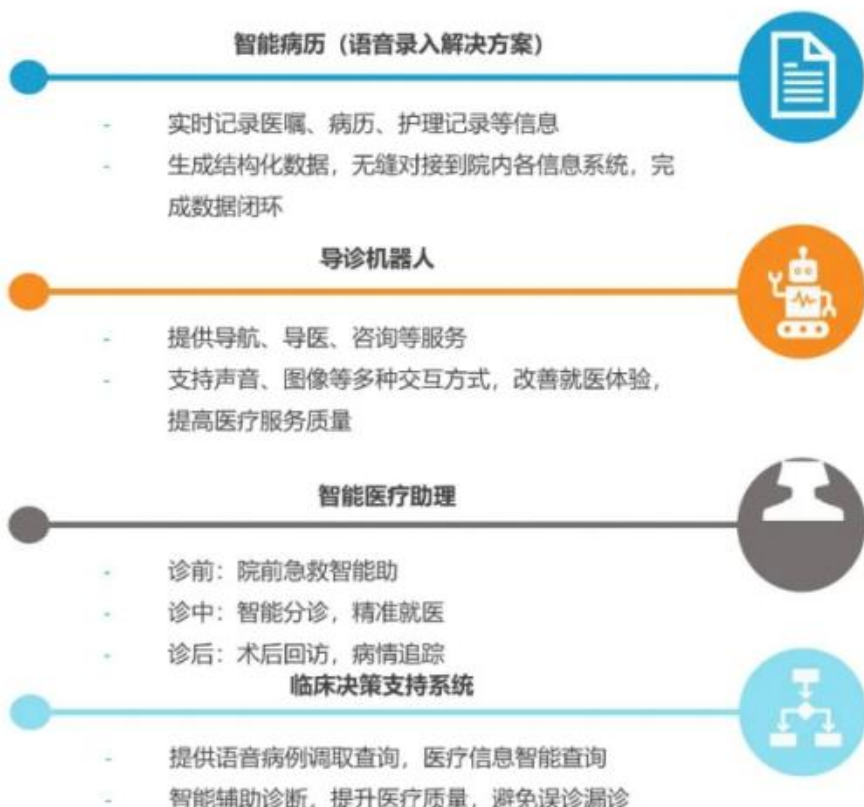 智能病历（语音录入解决方案）
- 实时记录医嘱、病历、护理记录等信息
- 生成结构化数据，无缝对接到院内各信息系统，完
成数据闭环
导诊机器人
- 提供导航、导医、咨询等服务
- 支持声音、图像等多种交互方式，改善就医体验，
提高医疗服务质量
智能医疗助理
- 诊前：院前急救智能助
- 诊中：智能分诊，精准就医
- 诊后：术后回访，病情追踪
临床决策支持系统
- 提供语音病例调取查询，医疗信息智能查询
- 智能辅助诊断，提升医疗质量，避免误诊漏诊